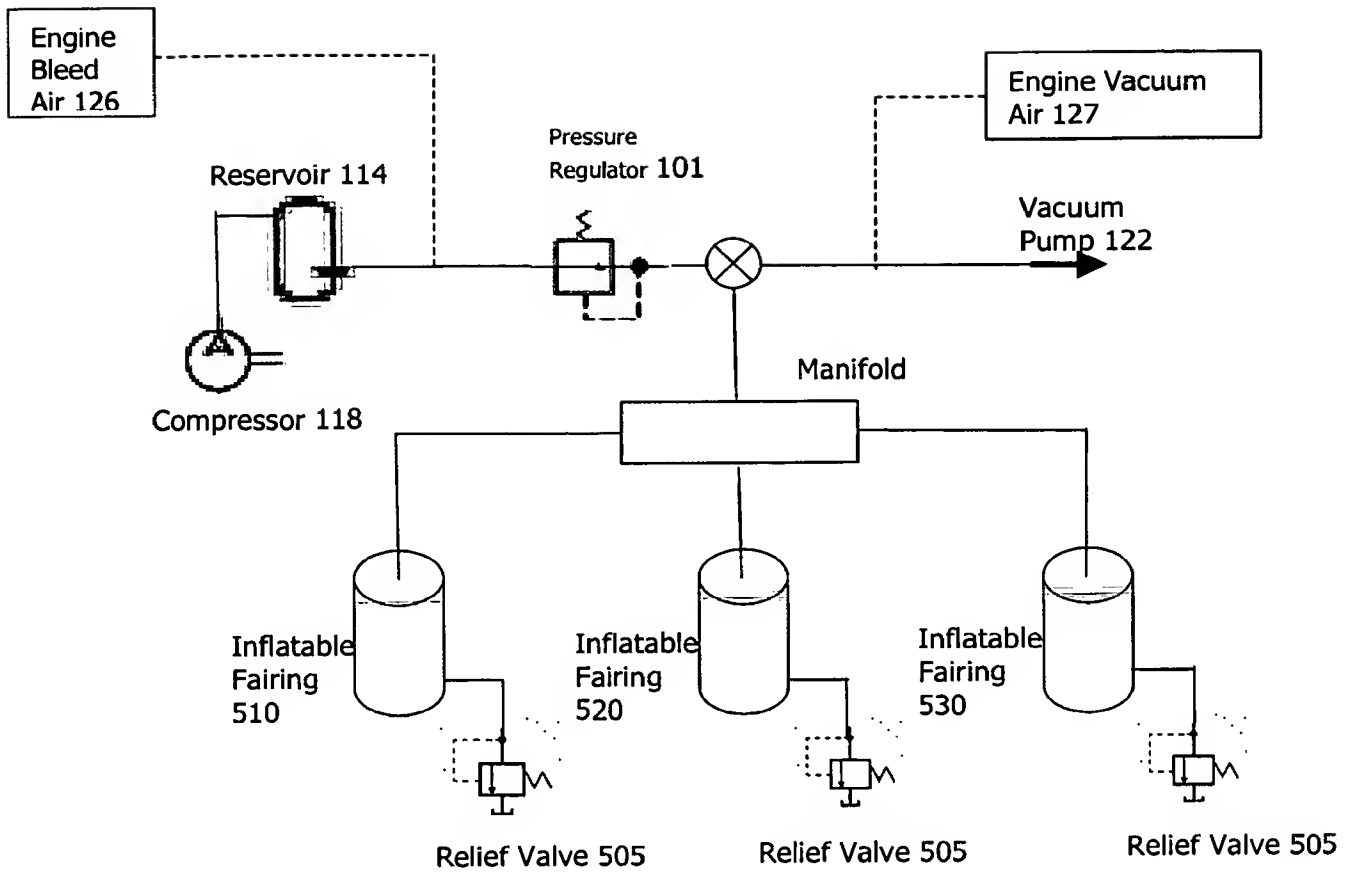 Engine
Bleed
Air 126
Engine Vacuum
Air 127
Pressure
Regulator 101
Reservoir 114
Vacuum
Pump 122
Manifold
Compressor 118
Inflatable
Fairing
510
Inflatable
Fairing
520
Inflatable
Fairing
530
Relief Valve 505
Relief Valve 505
Relief Valve 505